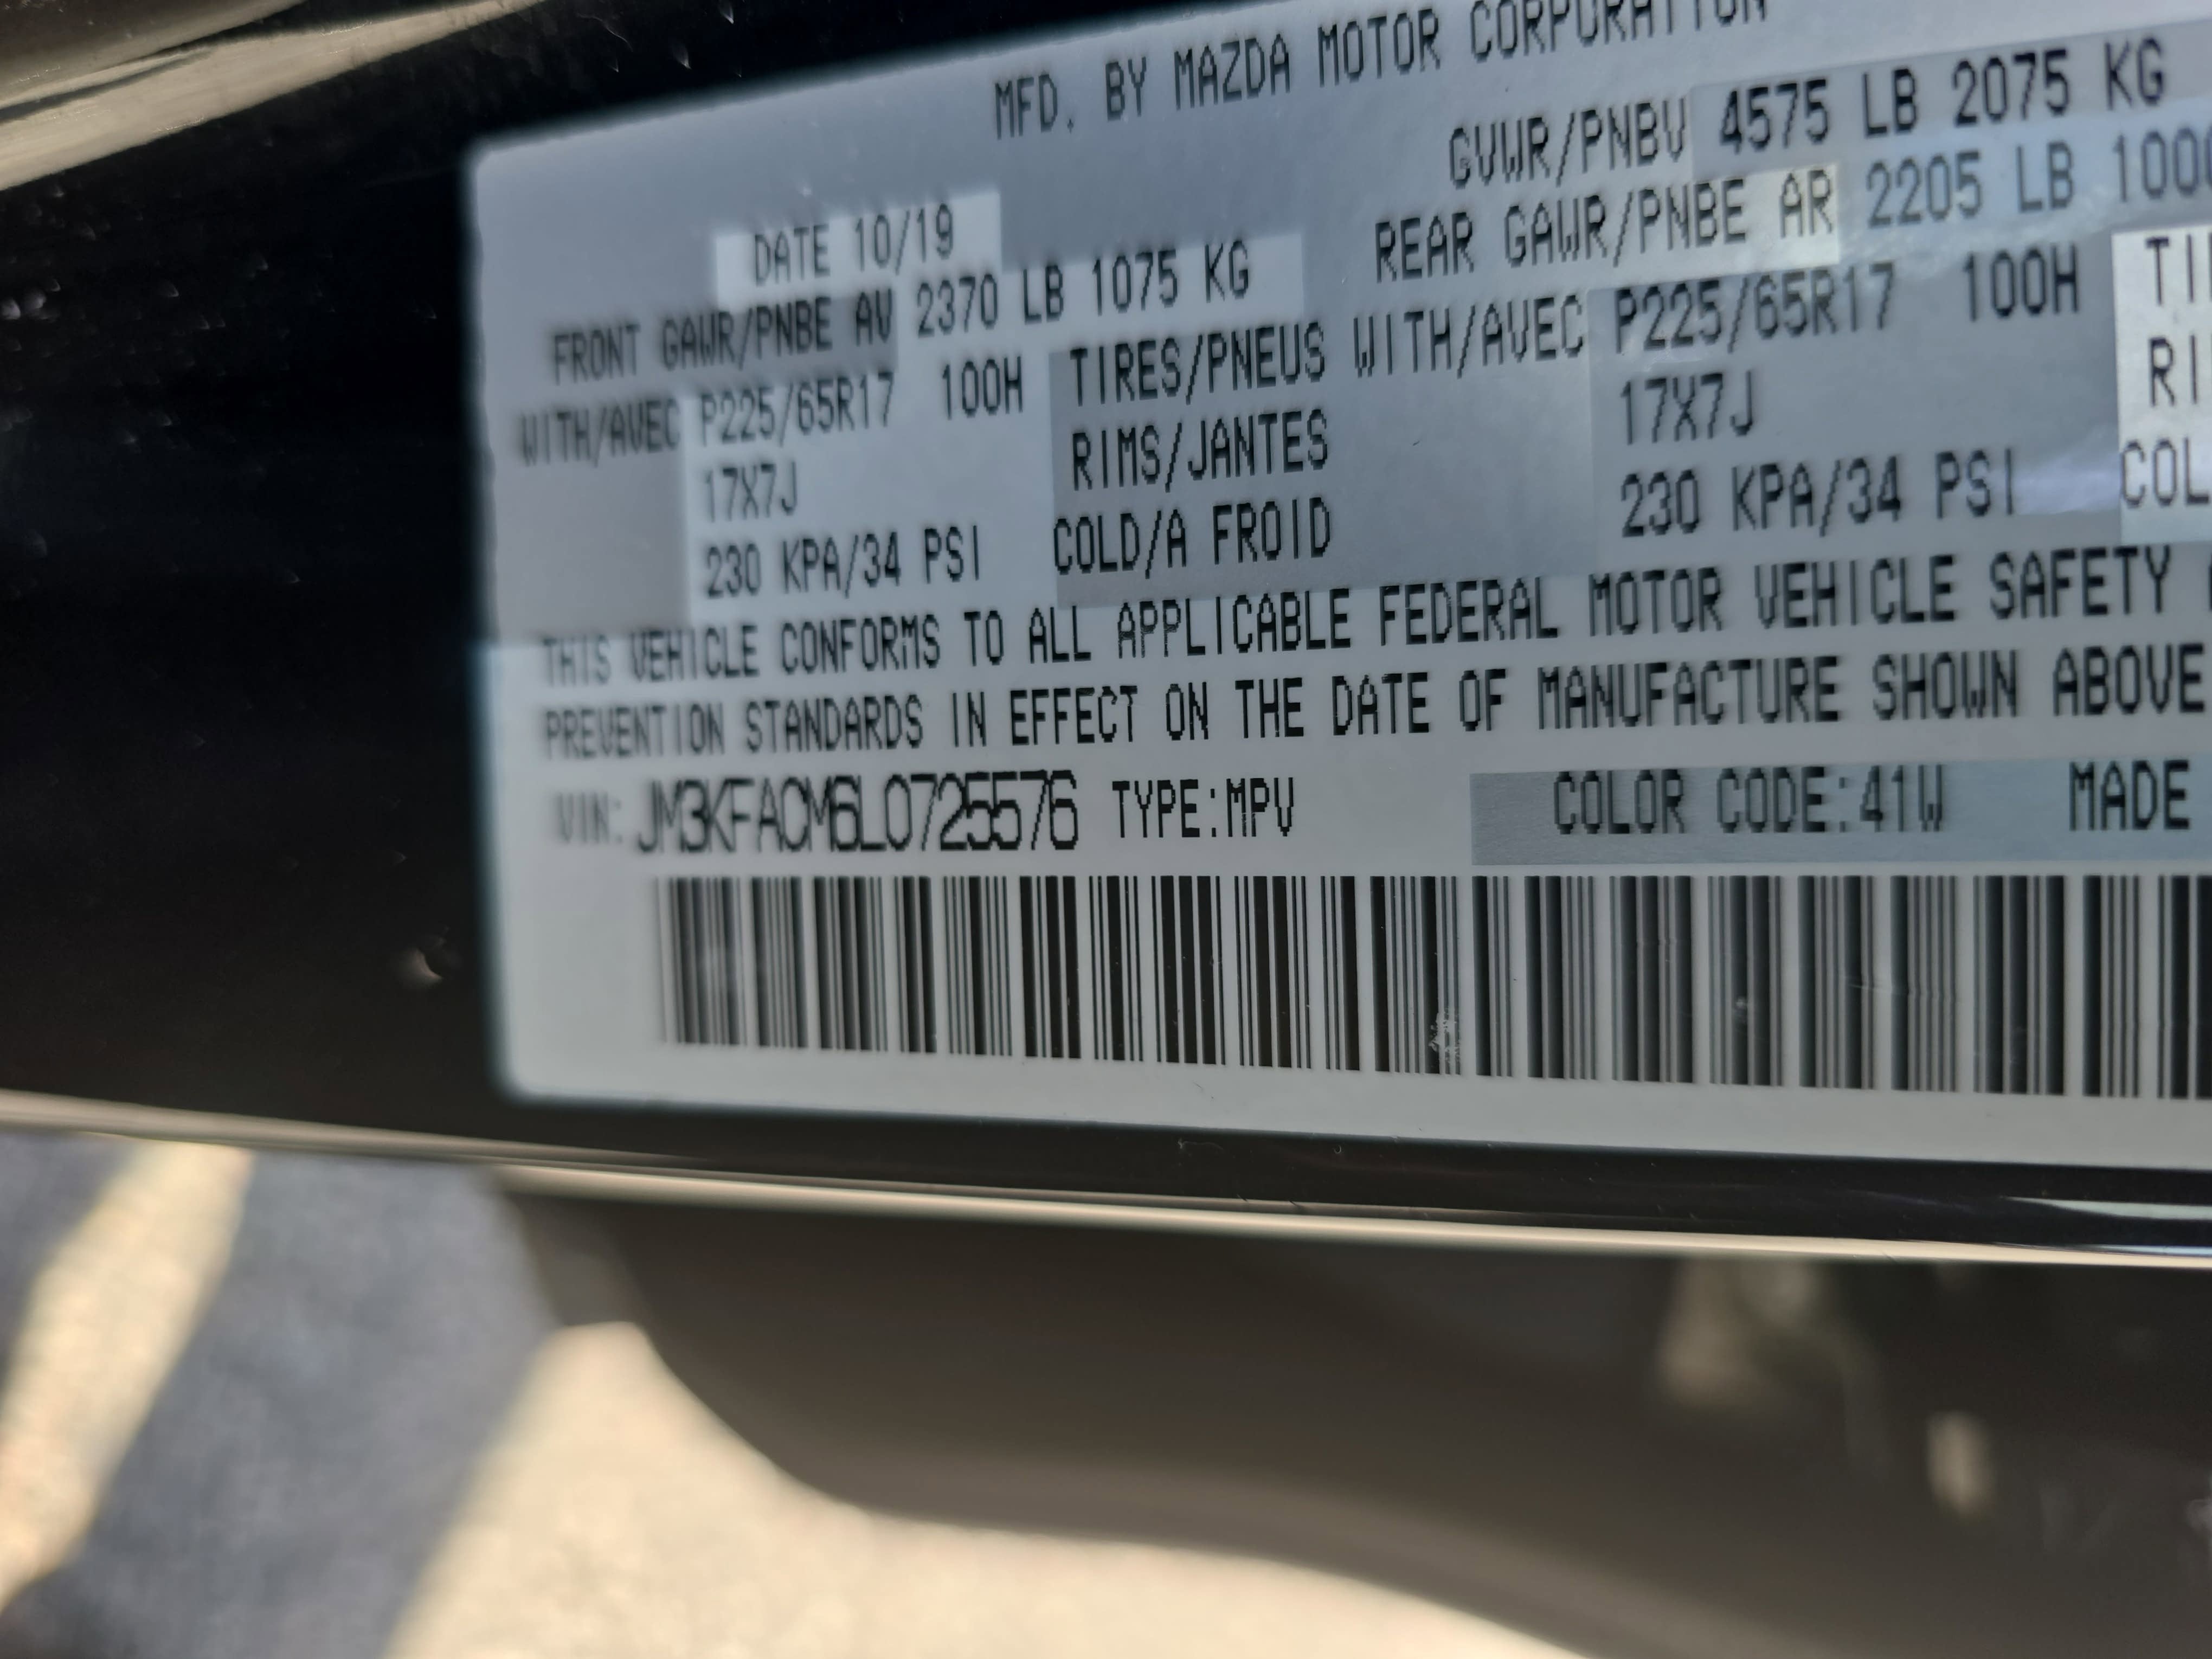 MFD. BY MAZDA MOTOR CORPORATION
GVWR/PNBV 4575 LB 2075 KG
DATE 10/19
FRONT GAWR/PNBE AV 2370 LB 1075 KG REAR GAWR/PNBE AR 2205 LB 1000
WITH/AVEC P225/65R17 100H TIRES/PNEUS WITH/AVEC P225/65R17 100H TI
17X7J RIMS/JANTES 17X7J RI
230 KPA/34 PSI COLD/A FROID 230 KPA/34 PSI COL
THIS VEHICLE CONFORMS TO ALL APPLICABLE FEDERAL MOTOR VEHICLE SAFETY
PREVENTION STANDARDS IN EFFECT ON THE DATE OF MANUFACTURE SHOWN ABOVE
VIN: JM3KFACM6L0725576 TYPE:MPV COLOR CODE:41W MADE